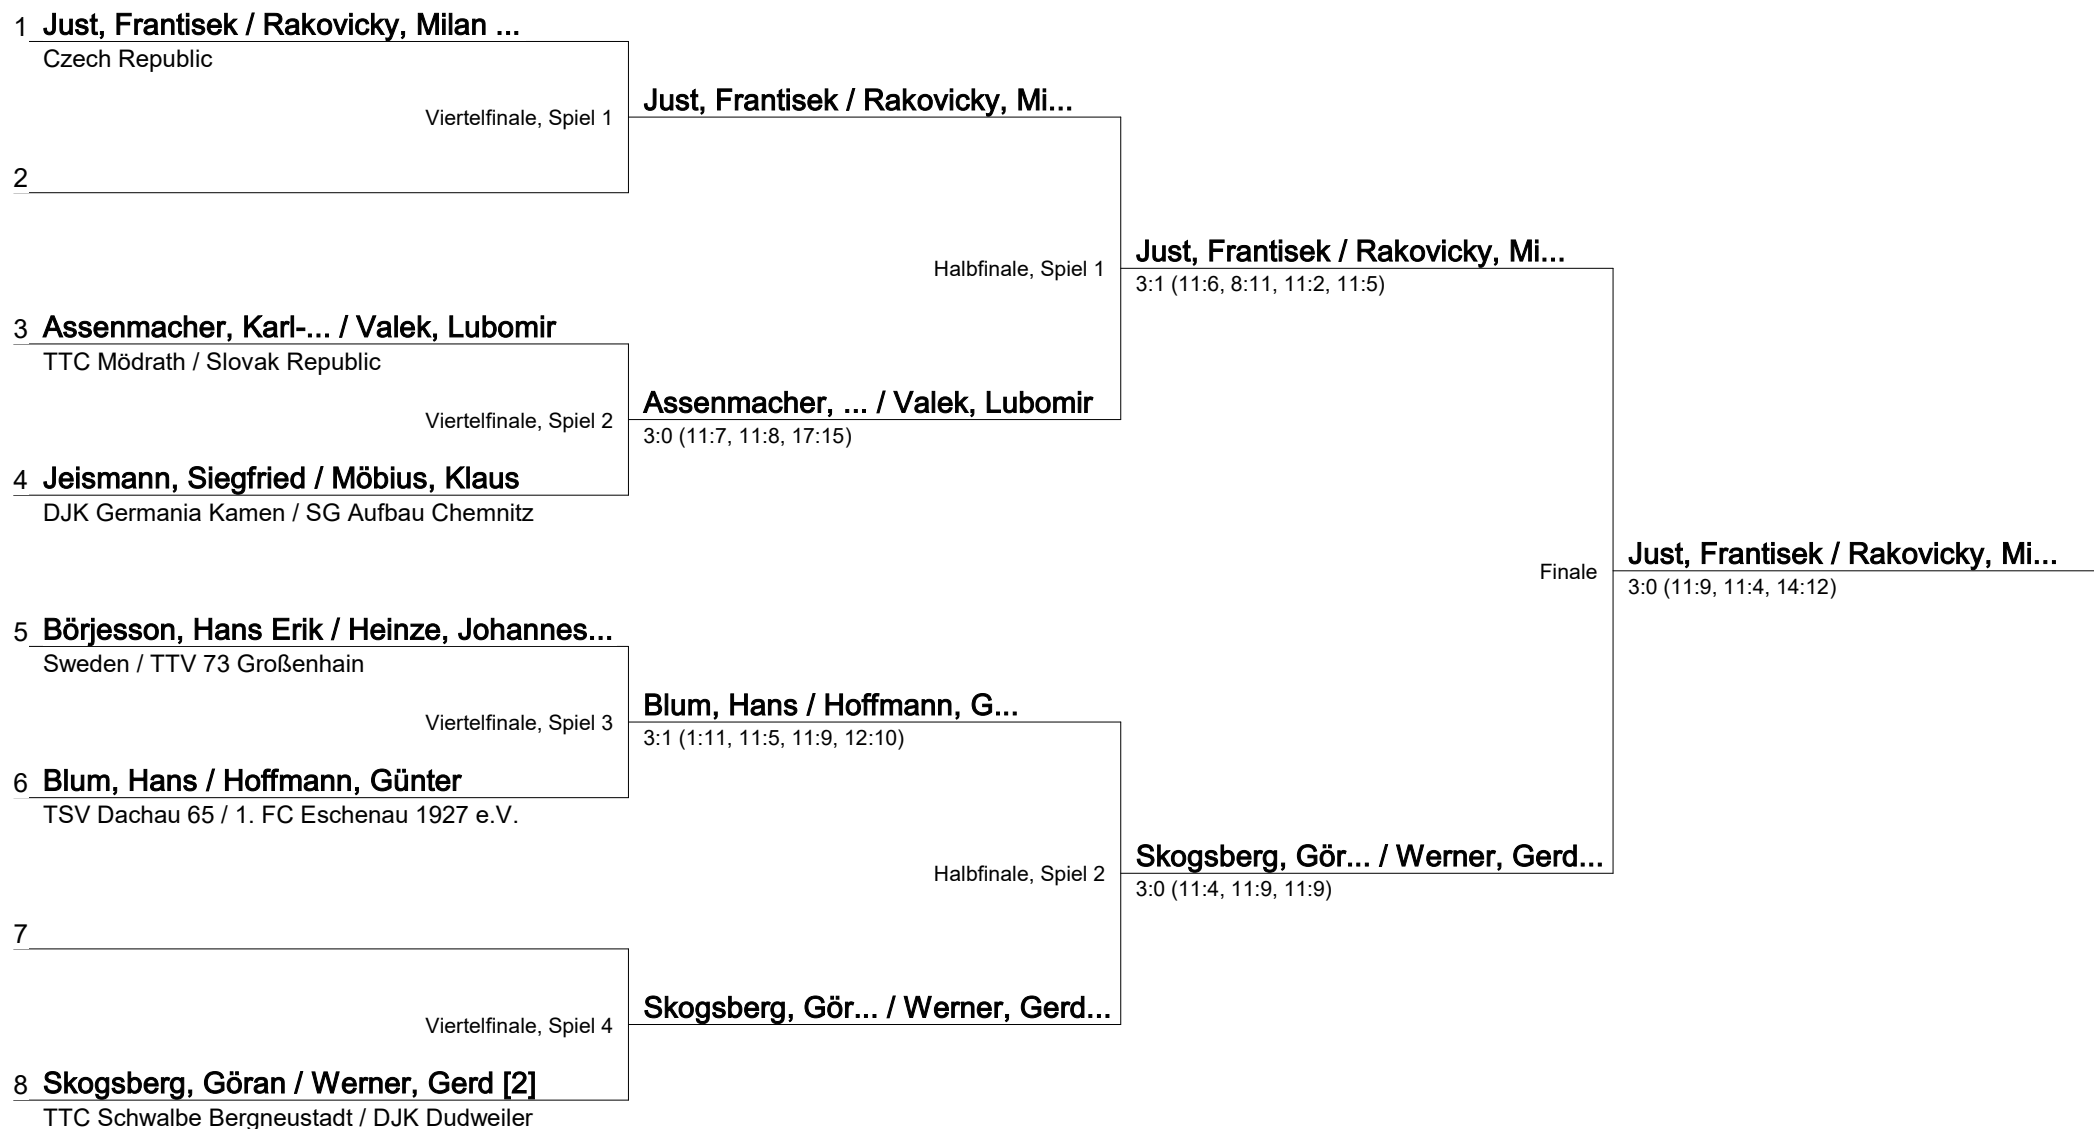 1 Just, Frantisek / Rakovicky, Milan ...
Czech Republic
Viertelfinale, Spiel 1
Just, Frantisek / Rakovicky, Mi...
2
Halbfinale, Spiel 1
Just, Frantisek / Rakovicky, Mi...
3:1 (11:6, 8:11, 11:2, 11:5)
3 Assenmacher, Karl-... / Valek, Lubomir
TTC Mödrath / Slovak Republic
Viertelfinale, Spiel 2
Assenmacher, ... / Valek, Lubomir
3:0 (11:7, 11:8, 17:15)
4 Jeismann, Siegfried / Möbius, Klaus
DJK Germania Kamen / SG Aufbau Chemnitz
Finale
Just, Frantisek / Rakovicky, Mi...
3:0 (11:9, 11:4, 14:12)
5 Börjesson, Hans Erik / Heinze, Johannes...
Sweden / TTV 73 Großenhain
Viertelfinale, Spiel 3
Blum, Hans / Hoffmann, G...
3:1 (1:11, 11:5, 11:9, 12:10)
6 Blum, Hans / Hoffmann, Günter
TSV Dachau 65 / 1. FC Eschenau 1927 e.V.
Halbfinale, Spiel 2
Skogsberg, Gör... / Werner, Gerd...
3:0 (11:4, 11:9, 11:9)
7
Viertelfinale, Spiel 4
Skogsberg, Gör... / Werner, Gerd...
8 Skogsberg, Göran / Werner, Gerd [2]
TTC Schwalbe Bergneustadt / DJK Dudweiler